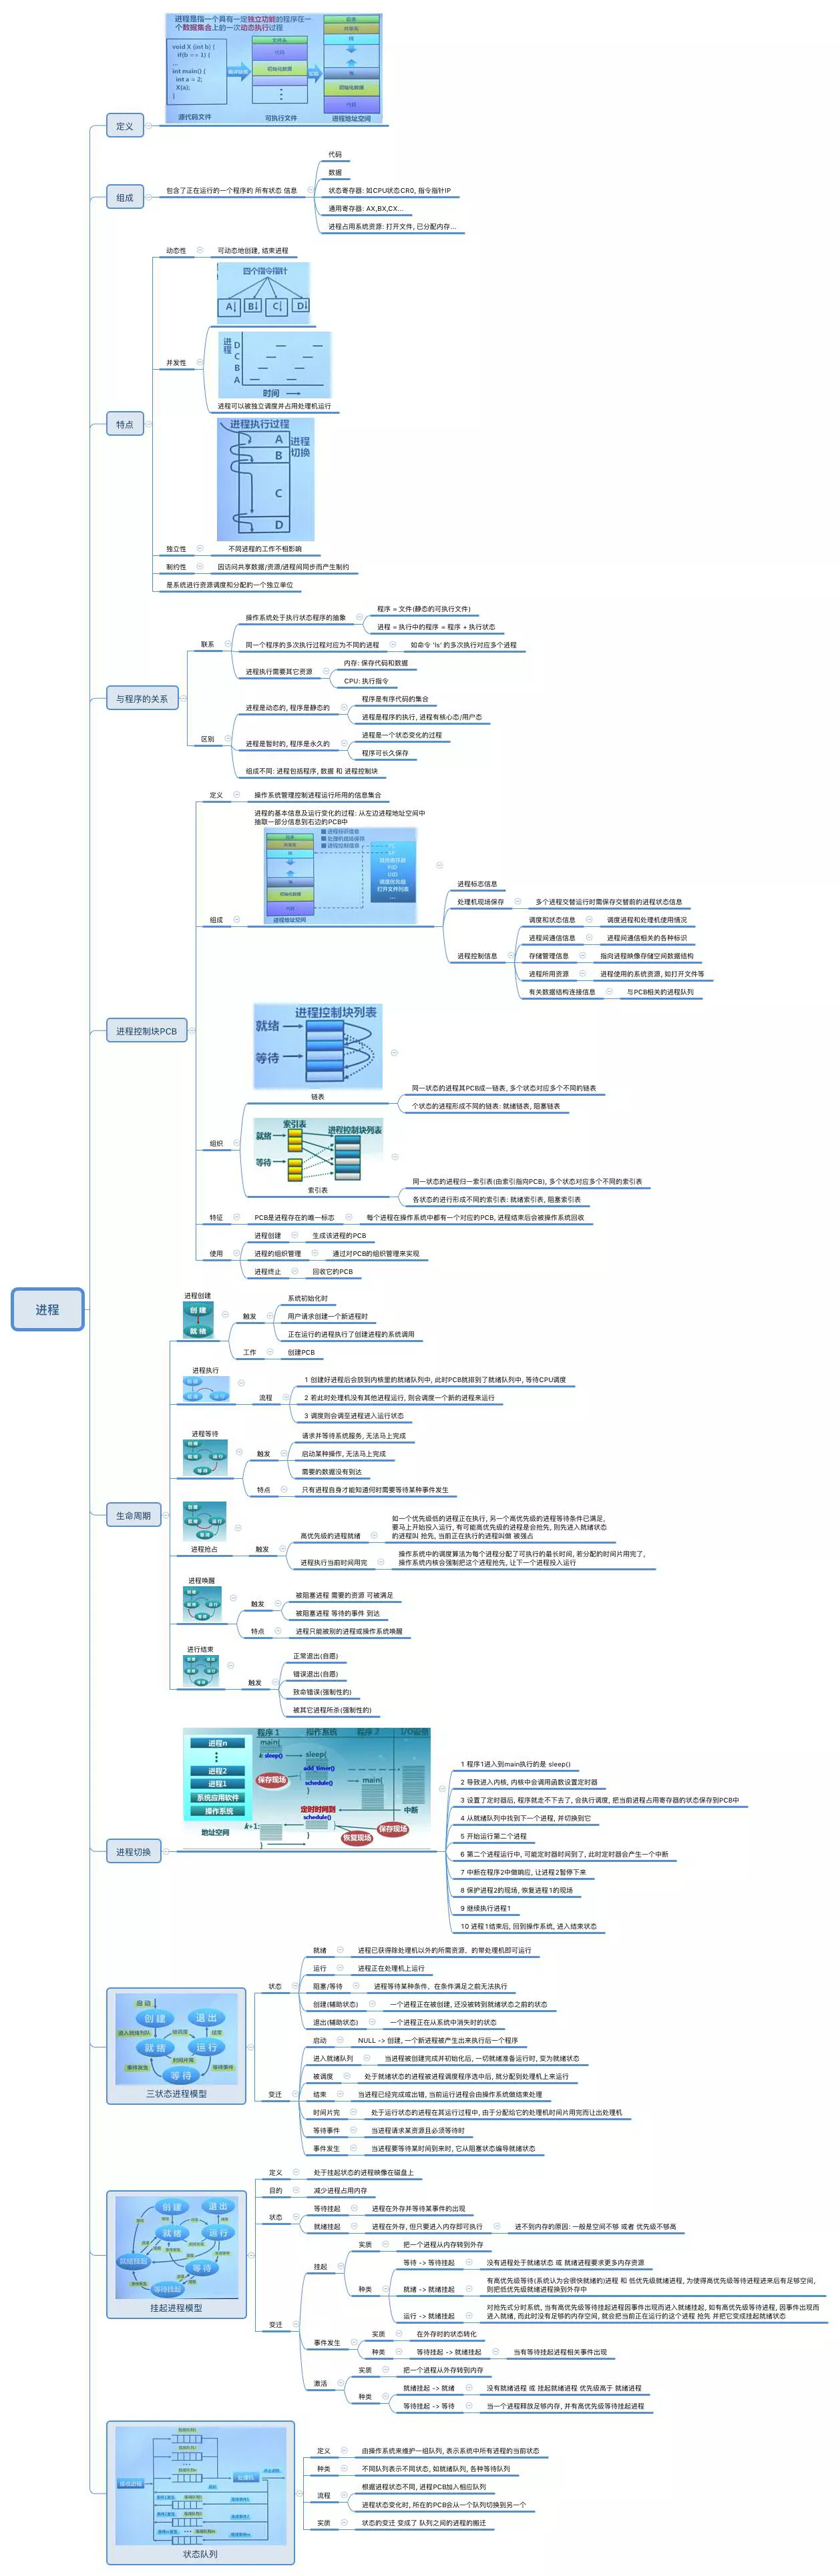 进程
定义
进程是指一个具有一定独立功能的程序在一
个数据集合上的一次动态执行过程
void X (int b) {
if(b == 1) {
...
int main() {
int a = 2;
X(a);
}
源代码文件
可执行文件
进程地址空间
文件头
代码
初始化数据
堆
栈
初始化数据
代码
组成
包含了正在运行的一个程序的 所有状态 信息
代码
数据
状态寄存器: 如CPU状态CR0, 指令指针IP
通用寄存器: AX,BX,CX...
进程占用系统资源: 打开文件, 已分配内存...
特点
动态性
可动态地创建, 结束进程
并发性
四个指令指针
A
B
C
D
进程
D
C
B
A
时间
进程可以被独立调度并占用处理机运行
进程执行过程
进程
切换
A
B
C
D
独立性
不同进程的工作不相影响
制约性
因访问共享数据/资源/进程间同步而产生制约
是系统进行资源调度和分配的一个独立单位
与程序的关系
联系
操作系统处于执行状态程序的抽象
程序 = 文件(静态的可执行文件)
进程 = 执行中的程序 = 程序 + 执行状态
同一个程序的多次执行过程对应为不同的进程
如命令 'ls' 的多次执行对应多个进程
进程执行需要其它资源
内存: 保存代码和数据
CPU: 执行指令
区别
进程是动态的, 程序是静态的
程序是有序代码的集合
进程是程序的执行, 进程有核心态/用户态
进程是暂时的, 程序是永久的
进程是一个状态变化的过程
程序可长久保存
组成不同: 进程包括程序, 数据 和 进程控制块
进程控制块PCB
定义
操作系统管理控制进程运行所用的信息集合
组成
进程的基本信息及运行变化的过程: 从左边进程地址空间中
抽取一部分信息到右边的PCB中
进程标识信息
处理机现场保存
进程控制信息
PID
UID
调度优先级
打开文件列表
...
初始化数据
代码
进程地址空间
进程标志信息
处理机现场保存
多个进程交替运行时需保存交替前的进程状态信息
进程控制信息
调度和状态信息
调度进程和处理机使用情况
进程间通信信息
进程间通信相关的各种标识
存储管理信息
指向进程映像存储空间数据结构
进程所用资源
进程使用的系统资源, 如打开文件等
有关数据结构连接信息
与PCB相关的进程队列
组织
进程控制块列表
就绪
等待
链表
同一状态的进程其PCB成一链表, 多个状态对应多个不同的链表
个状态的进程形成不同的链表: 就绪链表, 阻塞链表
索引表
进程控制块列表
就绪
等待
索引表
同一状态的进程归一索引表(由索引指向PCB), 多个状态对应多个不同的索引表
各状态的进行形成不同的索引表: 就绪索引表, 阻塞索引表
特征
PCB是进程存在的唯一标志
每个进程在操作系统中都有一个对应的PCB, 进程结束后会被操作系统回收
使用
进程创建
生成该进程的PCB
进程的组织管理
通过对PCB的组织管理来实现
进程终止
回收它的PCB
生命周期
进程创建
创建
就绪
触发
系统初始化时
用户请求创建一个新进程时
正在运行的进程执行了创建进程的系统调用
工作
创建PCB
进程执行
流程
1 创建好进程后会放到内核里的就绪队列中, 此时PCB就排到了就绪队列中, 等待CPU调度
2 若此时处理机没有其他进程运行, 则会调度一个新的进程来运行
3 调度则会调至进程进入运行状态
进程等待
创建
就绪
运行
等待
触发
请求并等待系统服务, 无法马上完成
启动某种操作, 无法马上完成
需要的数据没有到达
特点
只有进程自身才能知道何时需要等待某种事件发生
进程抢占
触发
高优先级的进程就绪
如一个优先级低的进程正在执行, 另一个高优先级的进程等待条件已满足,
要马上开始投入运行, 有可能高优先级的进程是会抢先, 则先进入就绪状态
的进程叫 抢先, 当前正在执行的进程叫做 被强占
进程执行当前时间用完
操作系统中的调度算法为每个进程分配了可执行的最长时间, 若分配的时间片用完了,
操作系统内核会强制把这个进程抢先, 让下一个进程投入运行
进程唤醒
触发
被阻塞进程 需要的资源 可被满足
被阻塞进程 等待的事件 到达
特点
进程只能被别的进程或操作系统唤醒
进行结束
触发
正常退出(自愿)
错误退出(自愿)
致命错误(强制性的)
被其它进程所杀(强制性的)
进程切换
进程n
进程2
进程1
系统应用软件
操作系统
地址空间
程序 1
操作系统
程序 2
main(
k:sleep()
sleep(
add_timer()
schedule()
保存现场
main(
定时时间到
schedule()
中断
k+1:
恢复现场
保存现场
1 程序1进入到main执行的是 sleep()
2 导致进入内核, 内核中会调用函数设置定时器
3 设置了定时器后, 程序就走不下去了, 会执行调度, 把当前进程占用寄存器的状态保存到PCB中
4 从就绪队列中找到下一个进程, 并切换到它
5 开始运行第二个进程
6 第二个进程运行中, 可能定时器时间到了, 此时定时器会产生一个中断
7 中断在程序2中做响应, 让进程2暂停下来
8 保护进程2的现场, 恢复进程1的现场
9 继续执行进程1
10 进程1结束后, 回到操作系统, 进入结束状态
启动
创建
退出
进入就绪列队
被调度
结束
就绪
运行
时间片完
事件发生
等待事件
等待
三状态进程模型
状态
就绪
进程已获得除处理机以外的所需资源，的带处理机即可运行
运行
进程正在处理机上运行
阻塞/等待
进程等待某种条件，在条件满足之前无法执行
创建(辅助状态)
一个进程正在被创建, 还没被转到就绪状态之前的状态
退出(辅助状态)
一个进程正在从系统中消失时的状态
变迁
启动
NULL -> 创建, 一个新进程被产生出来执行后一个程序
进入就绪队列
当进程被创建完成并初始化后, 一切就绪准备运行时, 变为就绪状态
被调度
处于就绪状态的进程被进程调度程序选中后, 就分配到处理机上来运行
结束
当进程已经完成或出错, 当前运行进程会由操作系统做结束处理
时间片完
处于运行状态的进程在其运行过程中, 由于分配给它的处理机时间片用完而让出处理机
等待事件
当进程请求某资源且必须等待时
事件发生
当进程要等待某时间到来时, 它从阻塞状态编导就绪状态
创建
退出
就绪
运行
就绪挂起
等待
等待挂起
挂起进程模型
定义
处于挂起状态的进程映像在磁盘上
目的
减少进程占用内存
状态
等待挂起
进程在外存并等待某事件的出现
就绪挂起
进程在外存, 但只要进入内存即可执行
进不到内存的原因: 一般是空间不够 或者 优先级不够高
变迁
挂起
实质
把一个进程从内存转到外存
种类
等待 -> 等待挂起
没有进程处于就绪状态 或 就绪进程要求更多内存资源
就绪 -> 就绪挂起
有高优先级等待(系统认为会很快就绪的)进程 和 低优先级就绪进程, 为使得高优先级等待进程进来后有足够空间,
则把低优先级就绪进程换到外存中
运行 -> 就绪挂起
对抢先式分时系统, 当有高优先级等待挂起进程因事件出现而进入就绪挂起, 如有高优先级等待进程, 因事件出现而
进入就绪, 而此时没有足够的内存空间, 就会把当前正在运行的这个进程 抢先 并把它变成挂起就绪状态
事件发生
实质
在外存时的状态转化
种类
等待挂起 -> 就绪挂起
当有等待挂起进程相关事件出现
激活
实质
把一个进程从外存转到内存
种类
就绪挂起 -> 就绪
没有就绪进程 或 挂起就绪进程 优先级高于 就绪进程
等待挂起 -> 等待
当一个进程释放足够内存, 并有高优先级等待挂起进程
状态队列
定义
由操作系统来维护一组队列, 表示系统中所有进程的当前状态
种类
不同队列表示不同状态, 如就绪队列, 各种等待队列
流程
根据进程状态不同, 进程PCB加入相应队列
进程状态变化时, 所在的PCB会从一个队列切换到另一个
实质
状态的变迁 变成了 队列之间的进程的搬迁